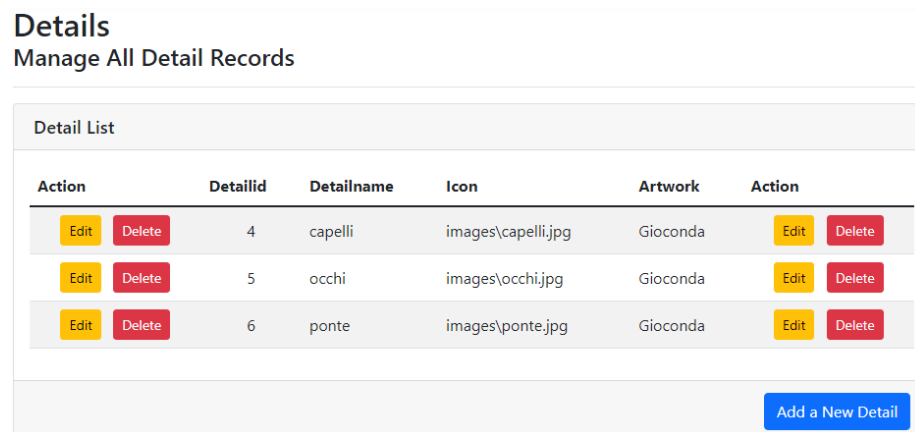 Details
Manage All Detail Records
Detail List
Action Detailid Detailname Icon Artwork Action
Edit Delete 4 capelli images\capelli.jpg Gioconda Edit Delete
Edit Delete 5 occhi images\occhi.jpg Gioconda Edit Delete
Edit Delete 6 ponte images\ponte.jpg Gioconda Edit Delete
Add a New Detail